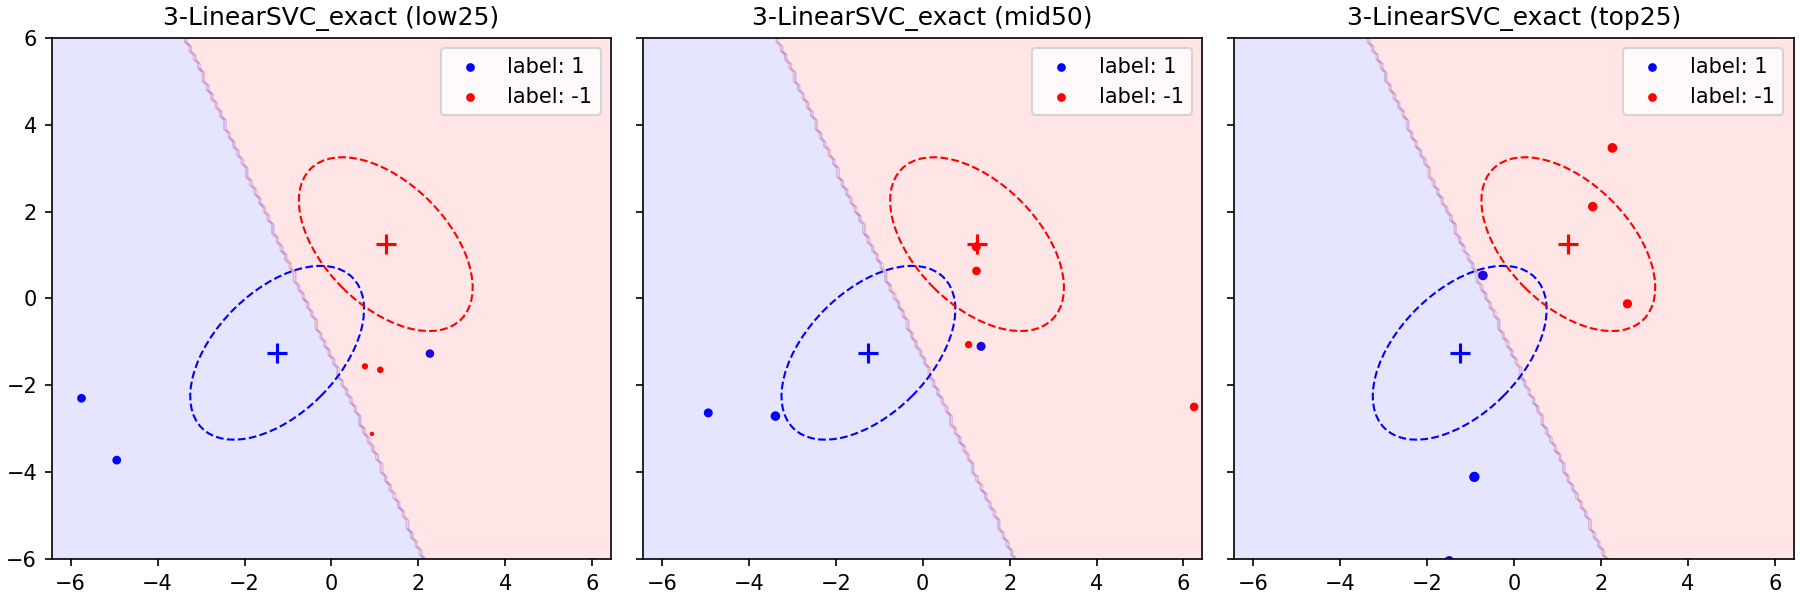 3-LinearSVC_exact (low25)
3-LinearSVC_exact (mid50)
3-LinearSVC_exact (top25)
label: 1
label: -1
label: 1
label: -1
label: 1
label: -1
6
4
2
0
−2
−4
−6
−6 −4 −2 0 2 4 6
−6 −4 −2 0 2 4 6
−6 −4 −2 0 2 4 6